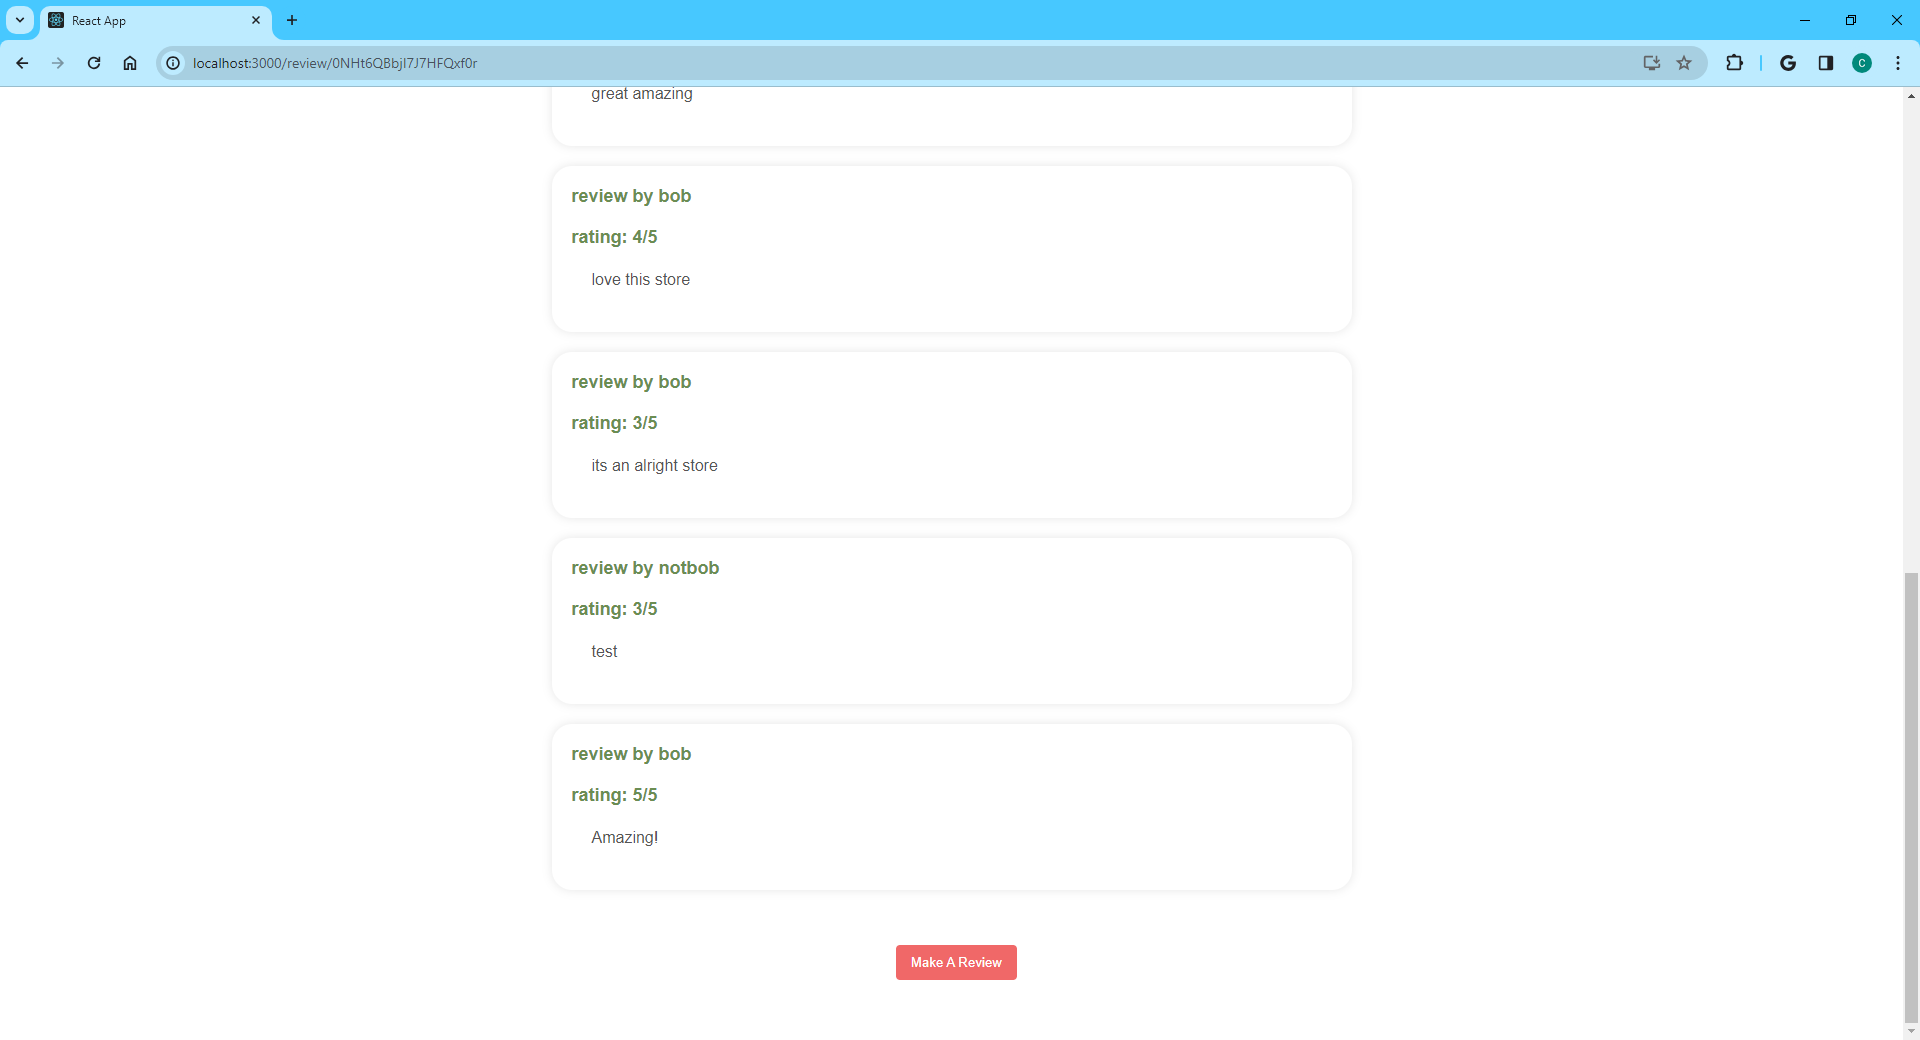 React App
localhost:3000/review/0NHt6QBbjI7J7HFQxf0r
C
great amazing
review by bob
rating: 4/5
love this store
review by bob
rating: 3/5
its an alright store
review by notbob
rating: 3/5
test
review by bob
rating: 5/5
Amazing!
Make A Review